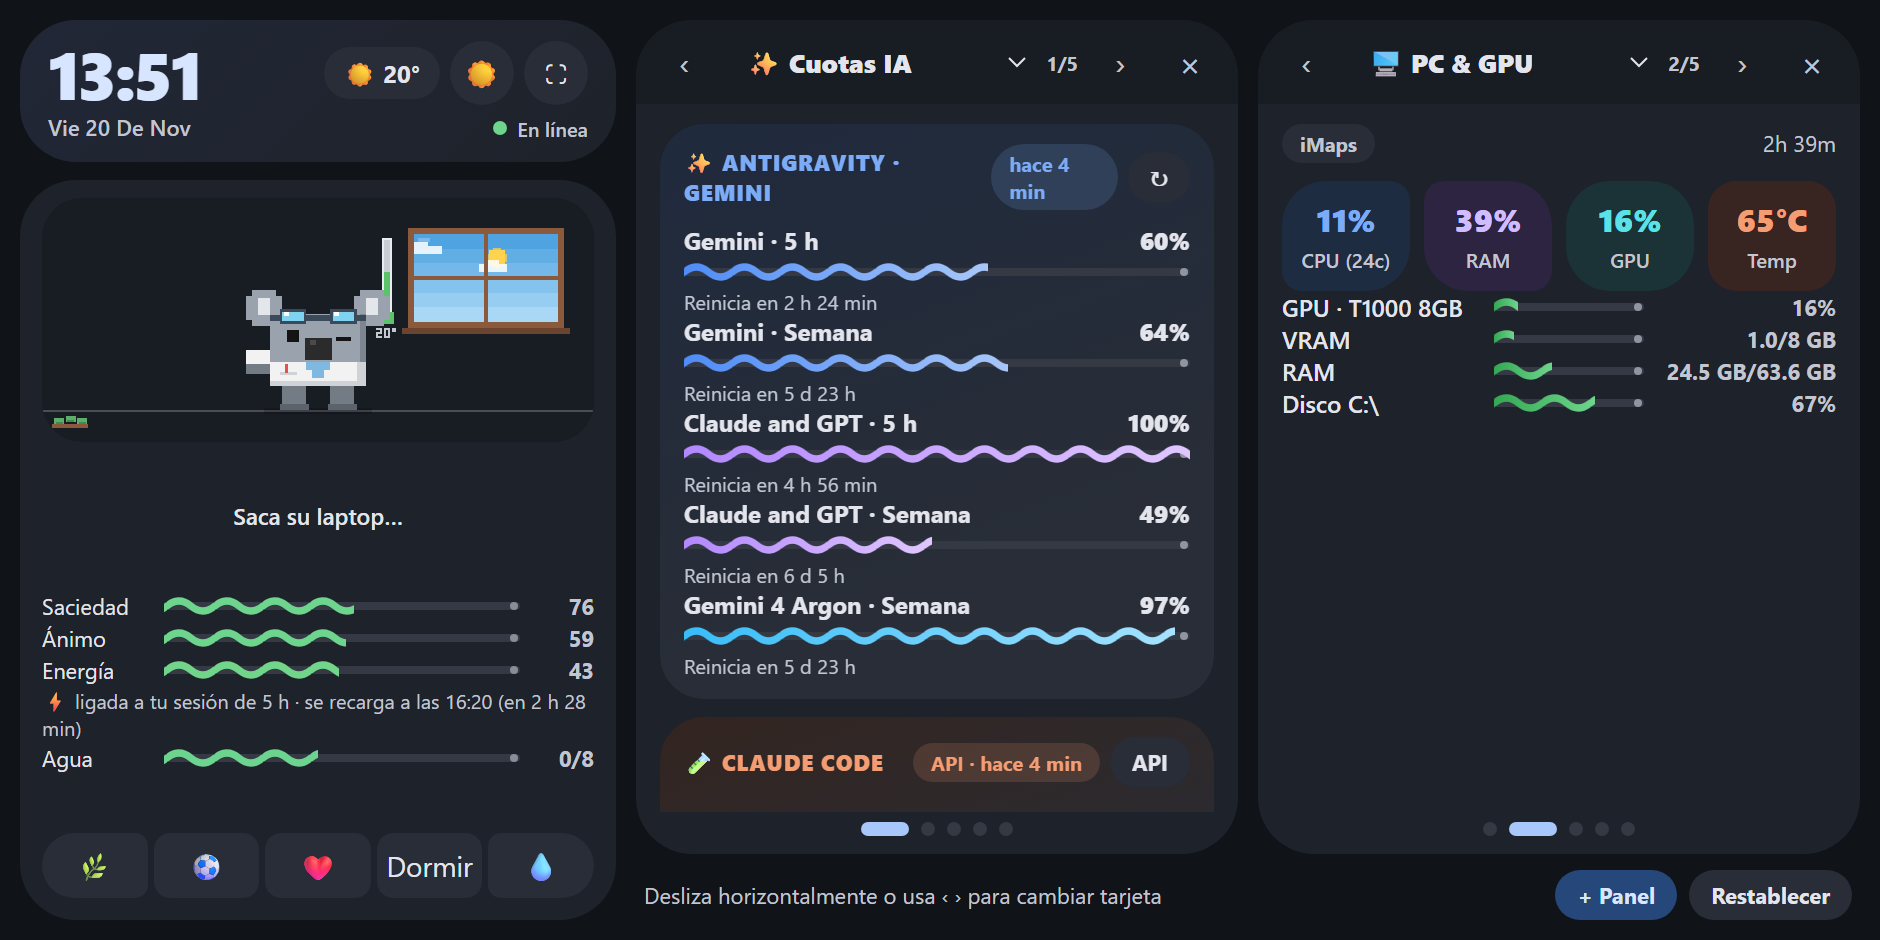 13:51
20°
Vie 20 De Nov
En línea
20°
Saca su laptop...
Saciedad 76
Ánimo 59
Energía 43
ligada a tu sesión de 5 h · se recarga a las 16:20 (en 2 h 28
min)
Agua 0/8
Dormir
‹ Cuotas IA 1/5 › ×
ANTIGRAVITY ·
GEMINI
hace 4
min
↻
Gemini · 5 h 60%
Reinicia en 2 h 24 min
Gemini · Semana 64%
Reinicia en 5 d 23 h
Claude and GPT · 5 h 100%
Reinicia en 4 h 56 min
Claude and GPT · Semana 49%
Reinicia en 6 d 5 h
Gemini 4 Argon · Semana 97%
Reinicia en 5 d 23 h
CLAUDE CODE API · hace 4 min API
‹ PC & GPU 2/5 › ×
iMaps 2h 39m
11%
CPU (24c)
39%
RAM
16%
GPU
65°C
Temp
GPU · T1000 8GB 16%
VRAM 1.0/8 GB
RAM 24.5 GB/63.6 GB
Disco C:\ 67%
Desliza horizontalmente o usa ‹ › para cambiar tarjeta
+ Panel
Restablecer